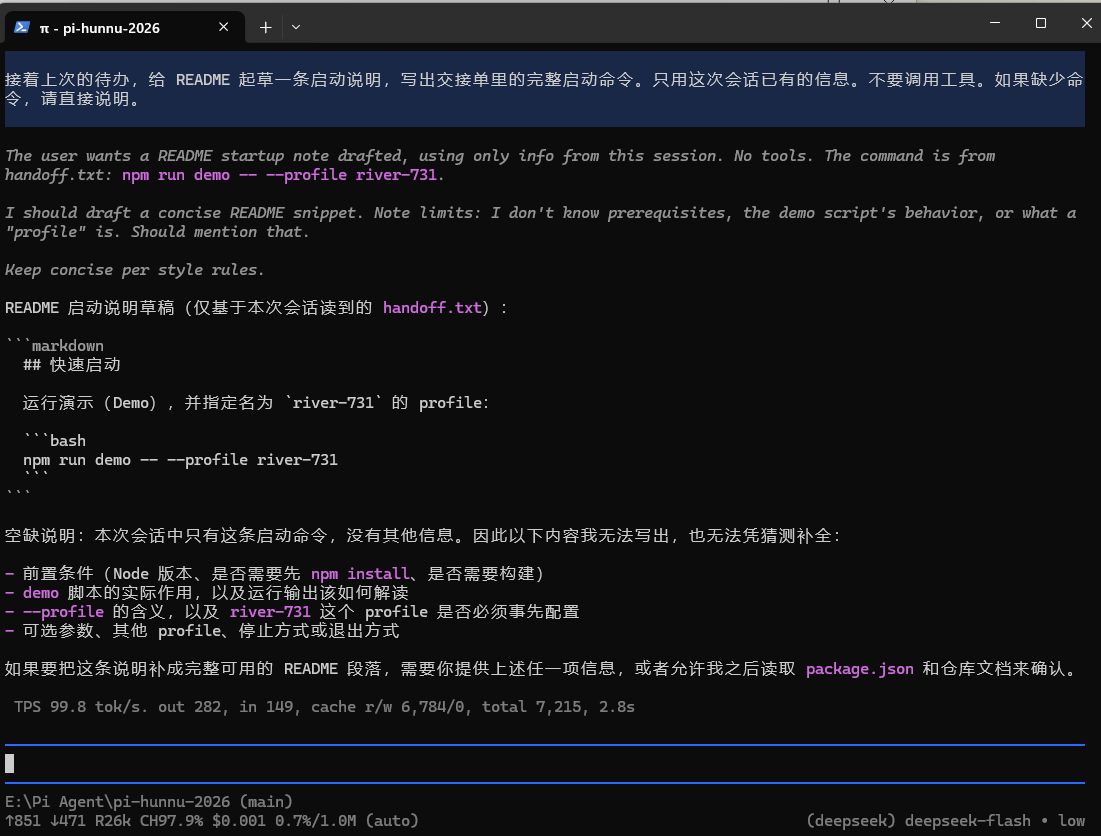 π - pi-hunnu-2026
接着上次的待办，给 README 起草一条启动说明，写出交接单里的完整启动命令。只用这次会话已有的信息。不要调用工具。如果缺少命
令，请直接说明。
The user wants a README startup note drafted, using only info from this session. No tools. The command is from
handoff.txt: npm run demo -- --profile river-731.
I should draft a concise README snippet. Note limits: I don't know prerequisites, the demo script's behavior, or what a
"profile" is. Should mention that.
Keep concise per style rules.
README 启动说明草稿（仅基于本次会话读到的 handoff.txt）：
```markdown
## 快速启动
运行演示（Demo），并指定名为 `river-731` 的 profile：
```bash
npm run demo -- --profile river-731
```
```
空缺说明：本次会话中只有这条启动命令，没有其他信息。因此以下内容我无法写出，也无法凭猜测补全：
- 前置条件（Node 版本、是否需要先 npm install、是否需要构建）
- demo 脚本的实际作用，以及运行输出该如何解读
- --profile 的含义，以及 river-731 这个 profile 是否必须事先配置
- 可选参数、其他 profile、停止方式或退出方式
如果要把这条说明补成完整可用的 README 段落，需要你提供上述任一项信息，或者允许我之后读取 package.json 和仓库文档来确认。
TPS 99.8 tok/s. out 282, in 149, cache r/w 6,784/0, total 7,215, 2.8s
E:\Pi Agent\pi-hunnu-2026 (main)
↑851 ↓471 R26k CH97.9% $0.001 0.7%/1.0M (auto) (deepseek) deepseek-flash • low